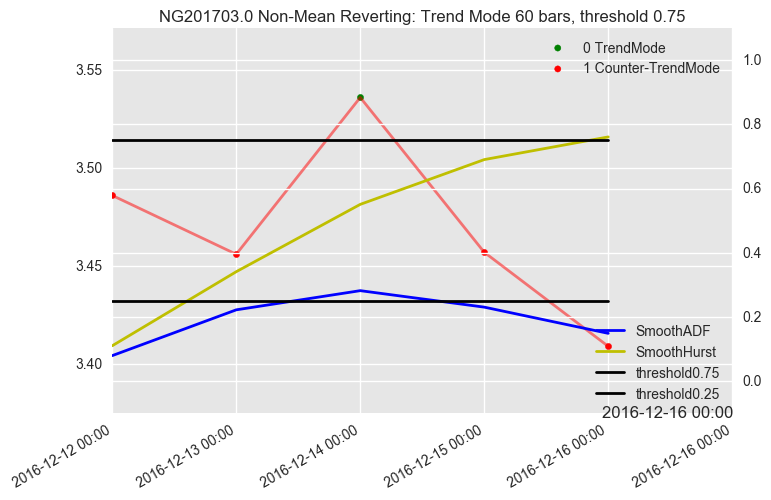 NG201703.0 Non-Mean Reverting: Trend Mode 60 bars, threshold 0.75
0 TrendMode
1 Counter-TrendMode
3.55
3.50
3.45
3.40
1.0
0.8
0.6
0.4
0.2
0.0
SmoothADF
SmoothHurst
threshold0.75
threshold0.25
2016-12-16 00:00
2016-12-12 00:00
2016-12-13 00:00
2016-12-14 00:00
2016-12-15 00:00
2016-12-16 00:00
2016-12-16 00:00